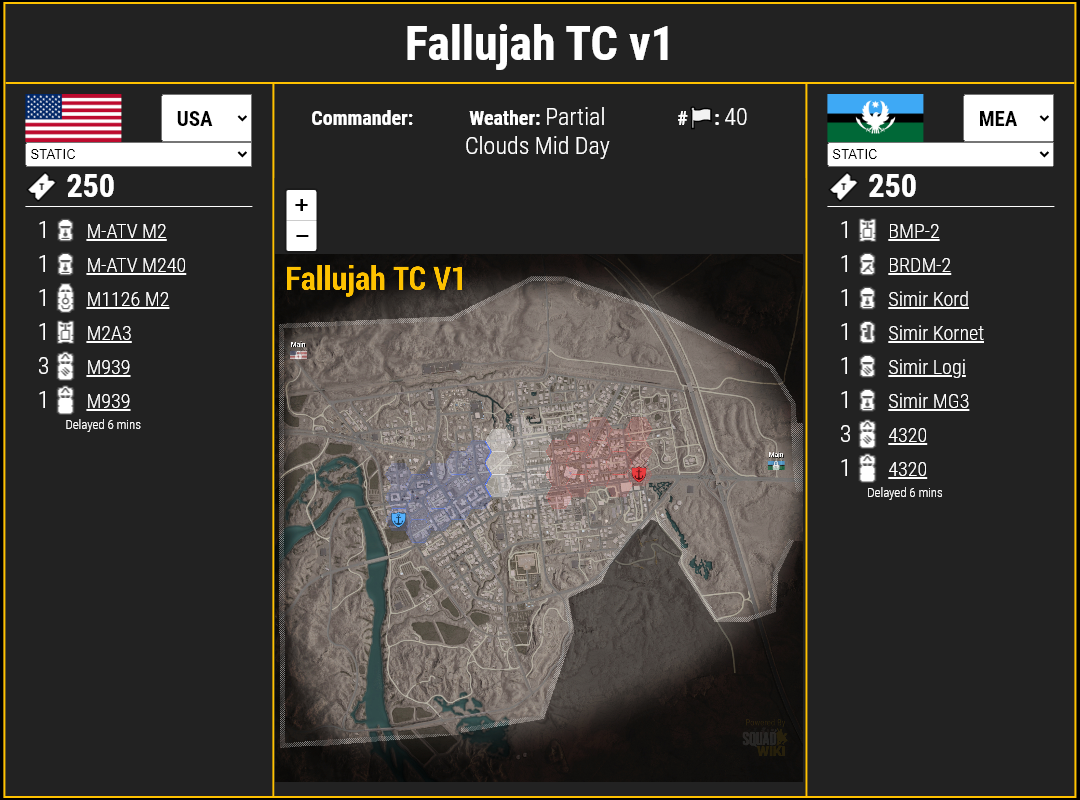 Fallujah TC v1
USA
STATIC
250
1 M-ATV M2
1 M-ATV M240
1 M1126 M2
1 M2A3
3 M939
1 M939
Delayed 6 mins
Commander:
Weather: Partial
Clouds Mid Day
#: 40
+
−
Fallujah TC V1
Main
Main
Powered By
SQUAD
WIKI
MEA
STATIC
250
1 BMP-2
1 BRDM-2
1 Simir Kord
1 Simir Kornet
1 Simir Logi
1 Simir MG3
3 4320
1 4320
Delayed 6 mins